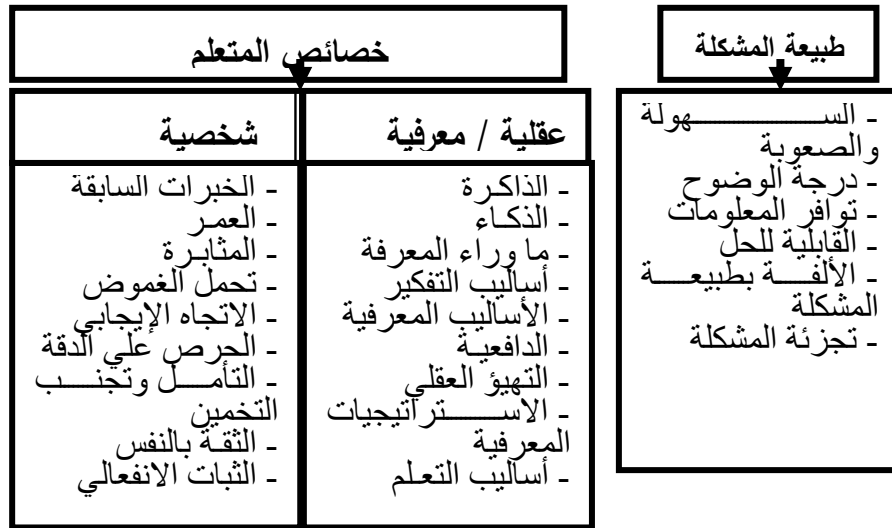 طبيعة المشكلة
- السهولة
والصعوبة
- درجة الوضوح
- توافر المعلومات
- القابلية للحل
- الألفة بطبيعة
المشكلة
- تجزئة المشكلة
خصائص المتعلم
عقلية / معرفية
- الذاكرة
- الذكاء
- ما وراء المعرفة
- أساليب التفكير
- الأساليب المعرفية
- الدافعية
- التهيؤ العقلي
- الاستراتيجيات
المعرفية
- أساليب التعلم
شخصية
- الخبرات السابقة
- العمر
- المثابرة
- تحمل الغموض
- الاتجاه الإيجابي
- الحرص علي الدقة
- التأمل وتجنب
التخمين
- الثقة بالنفس
- الثبات الانفعالي